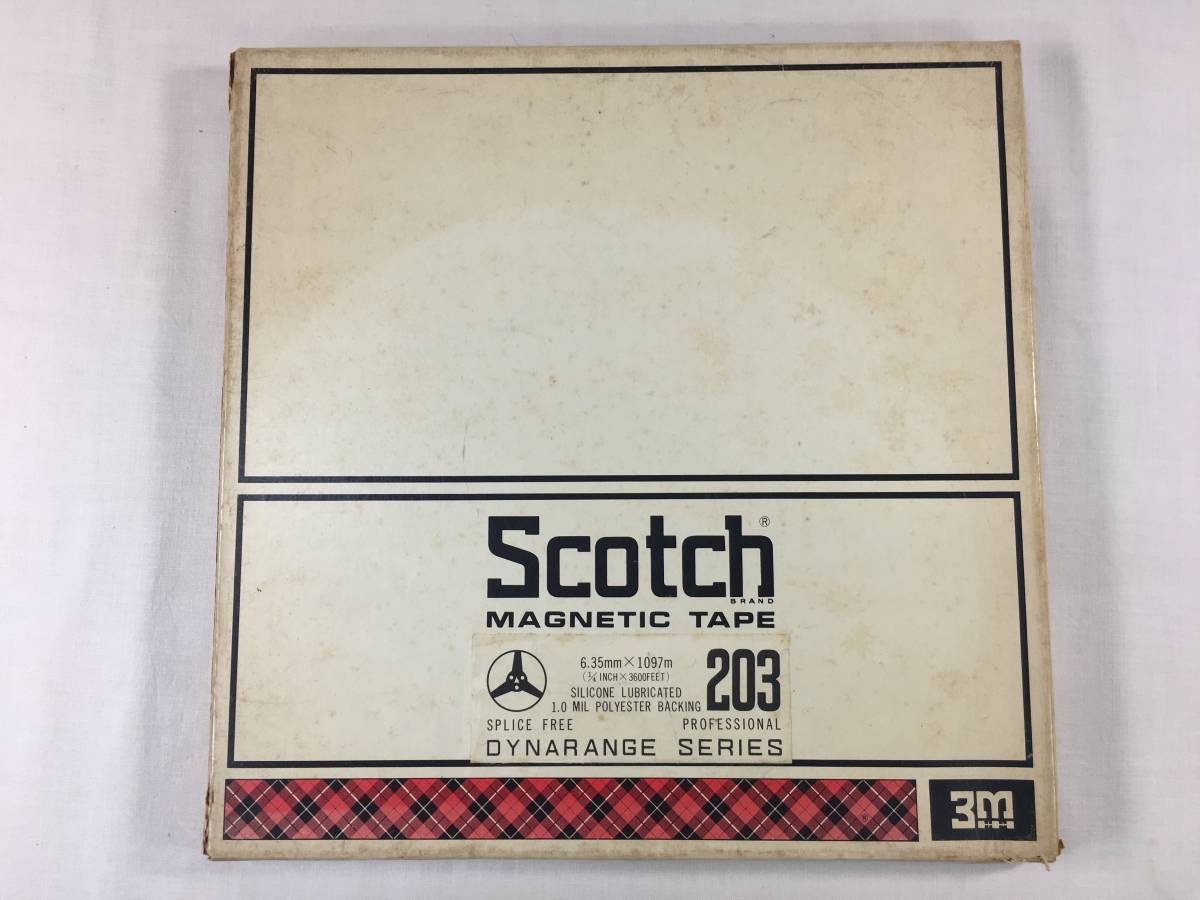 Scotch®
BRAND
MAGNETIC TAPE
6.35mm×1097m
(¼ INCH×3600FEET)
SILICONE LUBRICATED
1.0 MIL POLYESTER BACKING
203
SPLICE FREE PROFESSIONAL
DYNARANGE SERIES
®
3M